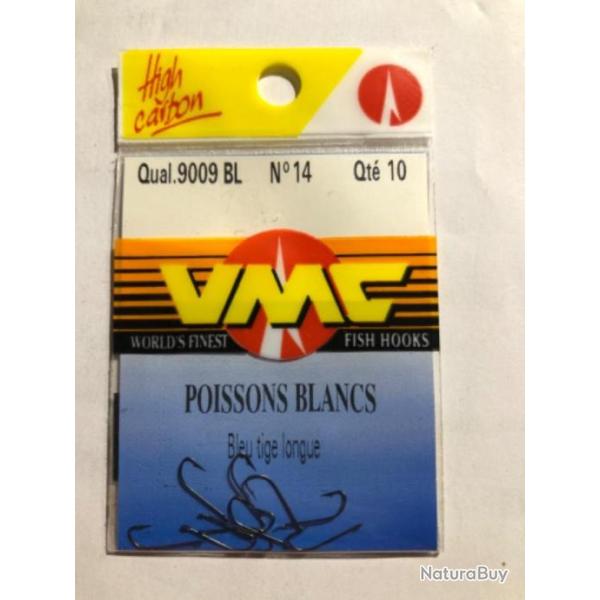 High
carbon
Qual.9009 BL N° 14 Qté 10
VMC
WORLD'S FINEST FISH HOOKS
POISSONS BLANCS
Bleu tige longue
NaturaBuy